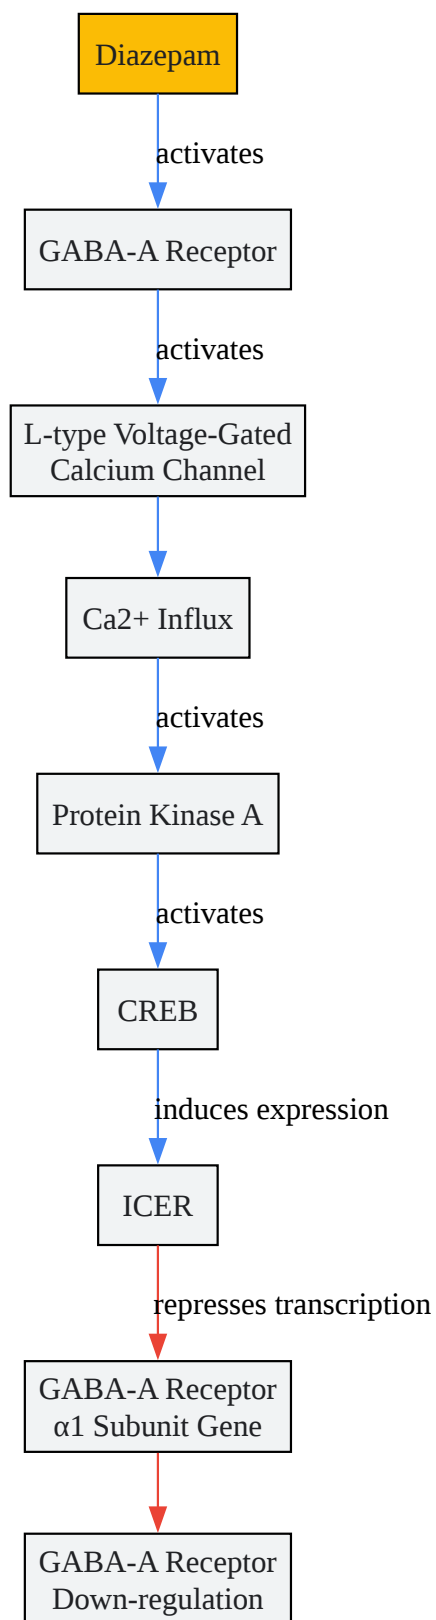 Diazepam
activates
GABA-A Receptor
activates
L-type Voltage-Gated
Calcium Channel
Ca2+ Influx
activates
Protein Kinase A
activates
CREB
induces expression
ICER
represses transcription
GABA-A Receptor
α1 Subunit Gene
GABA-A Receptor
Down-regulation